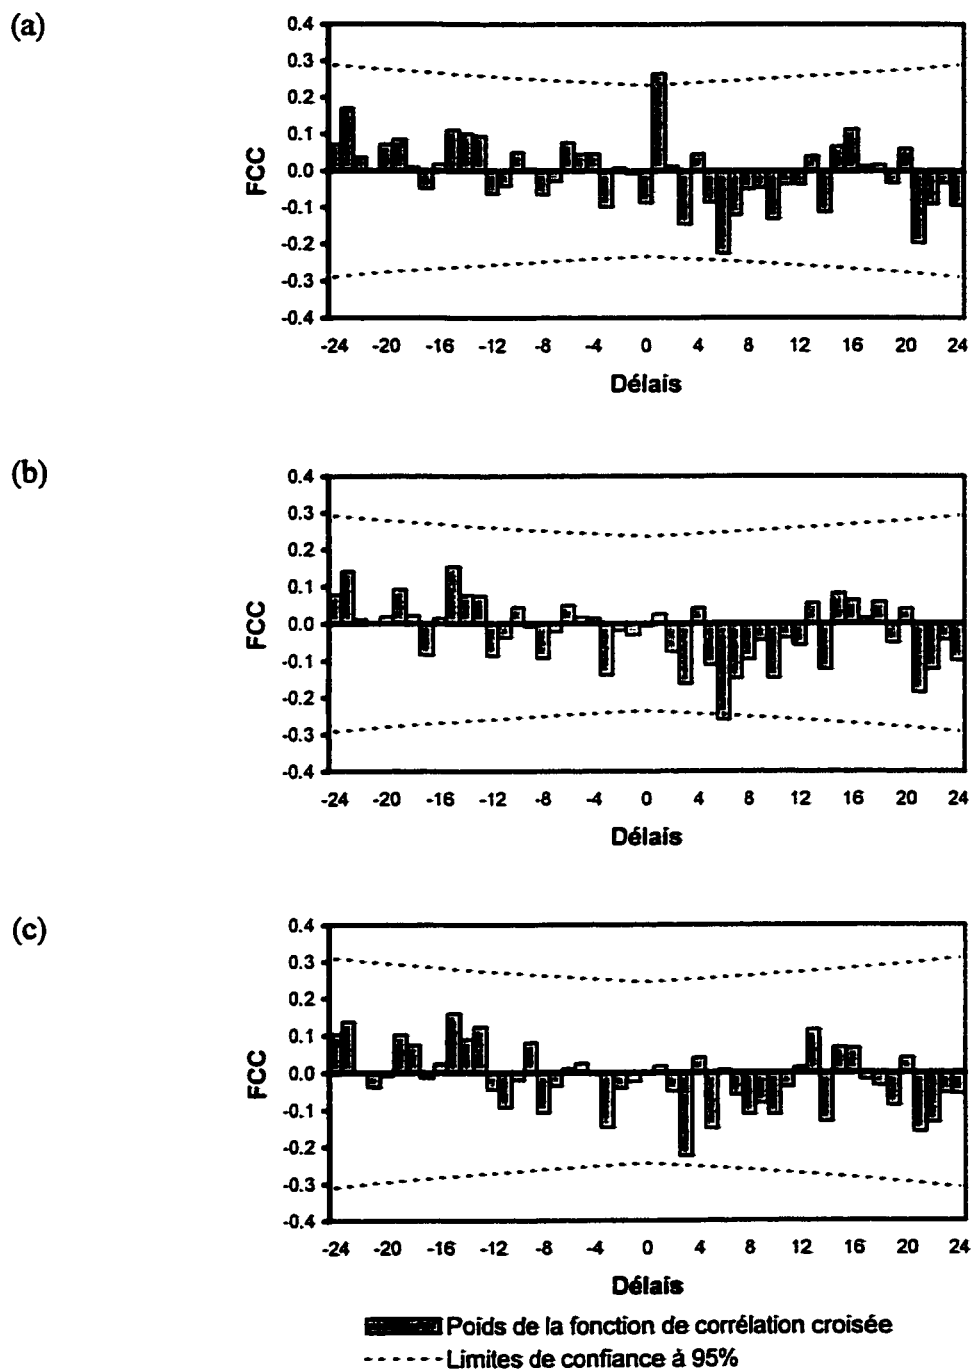 (a)
0.4
0.3
0.2
0.1
0.0
-0.1
-0.2
-0.3
-0.4
FCC
-24 -20 -16 -12 -8 -4 0 4 8 12 16 20 24
Délais
(b)
0.4
0.3
0.2
0.1
0.0
-0.1
-0.2
-0.3
-0.4
FCC
-24 -20 -16 -12 -8 -4 0 4 8 12 16 20 24
Délais
(c)
0.4
0.3
0.2
0.1
0.0
-0.1
-0.2
-0.3
-0.4
FCC
-24 -20 -16 -12 -8 -4 0 4 8 12 16 20 24
Délais
Poids de la fonction de corrélation croisée
Limites de confiance à 95%